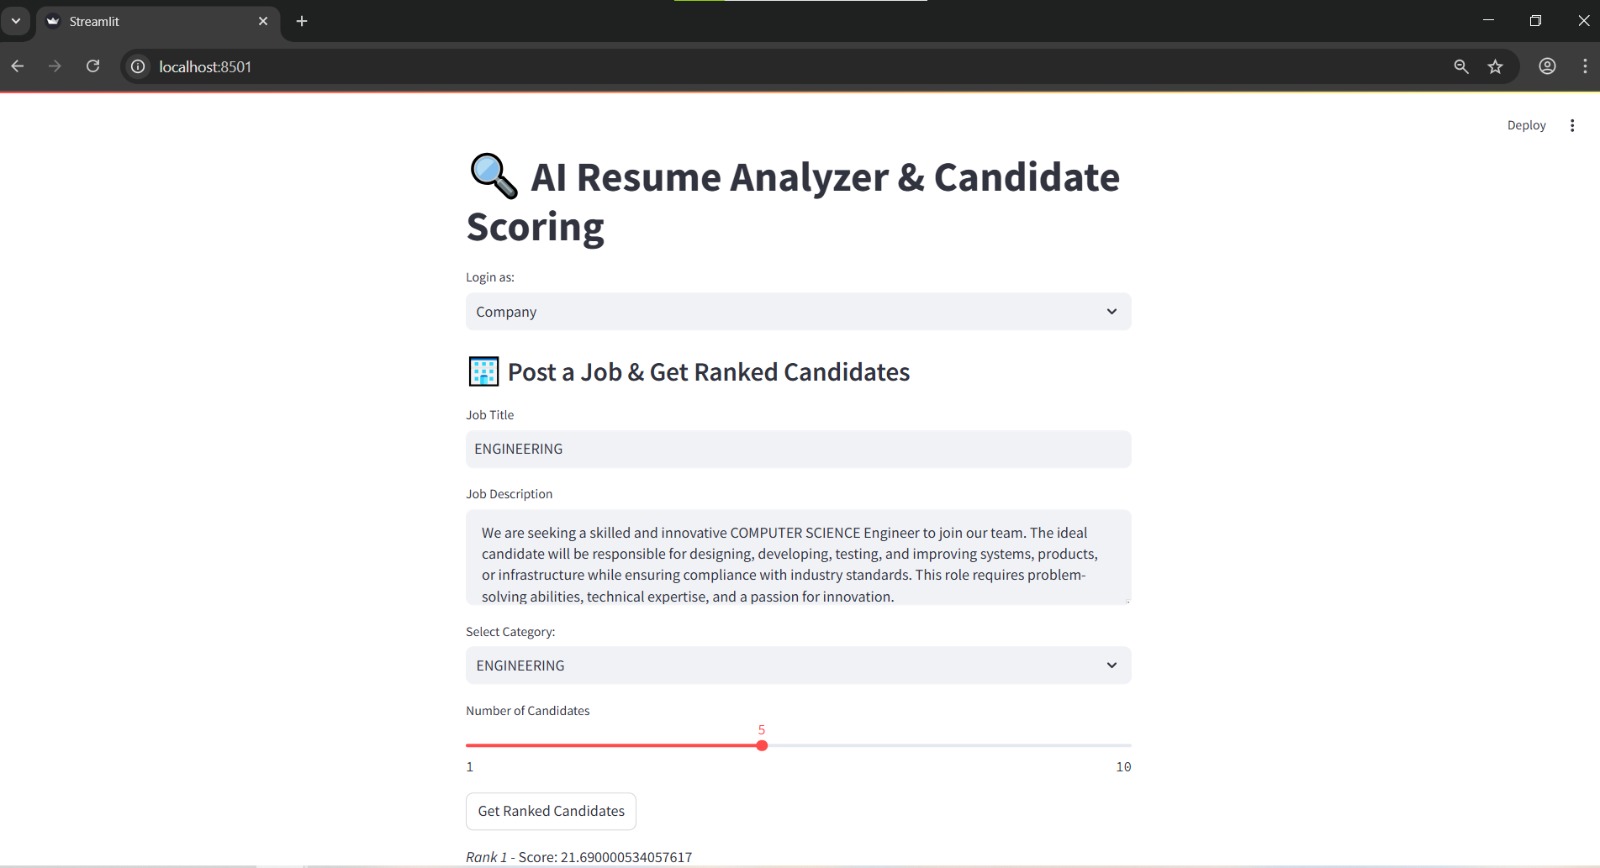 Streamlit
localhost:8501
Deploy
AI Resume Analyzer & Candidate
Scoring
Login as:
Company
Post a Job & Get Ranked Candidates
Job Title
ENGINEERING
Job Description
We are seeking a skilled and innovative COMPUTER SCIENCE Engineer to join our team. The ideal
candidate will be responsible for designing, developing, testing, and improving systems, products,
or infrastructure while ensuring compliance with industry standards. This role requires problem-
solving abilities, technical expertise, and a passion for innovation.
Select Category:
ENGINEERING
Number of Candidates
5
1 10
Get Ranked Candidates
Rank 1 - Score: 21.690000534057617